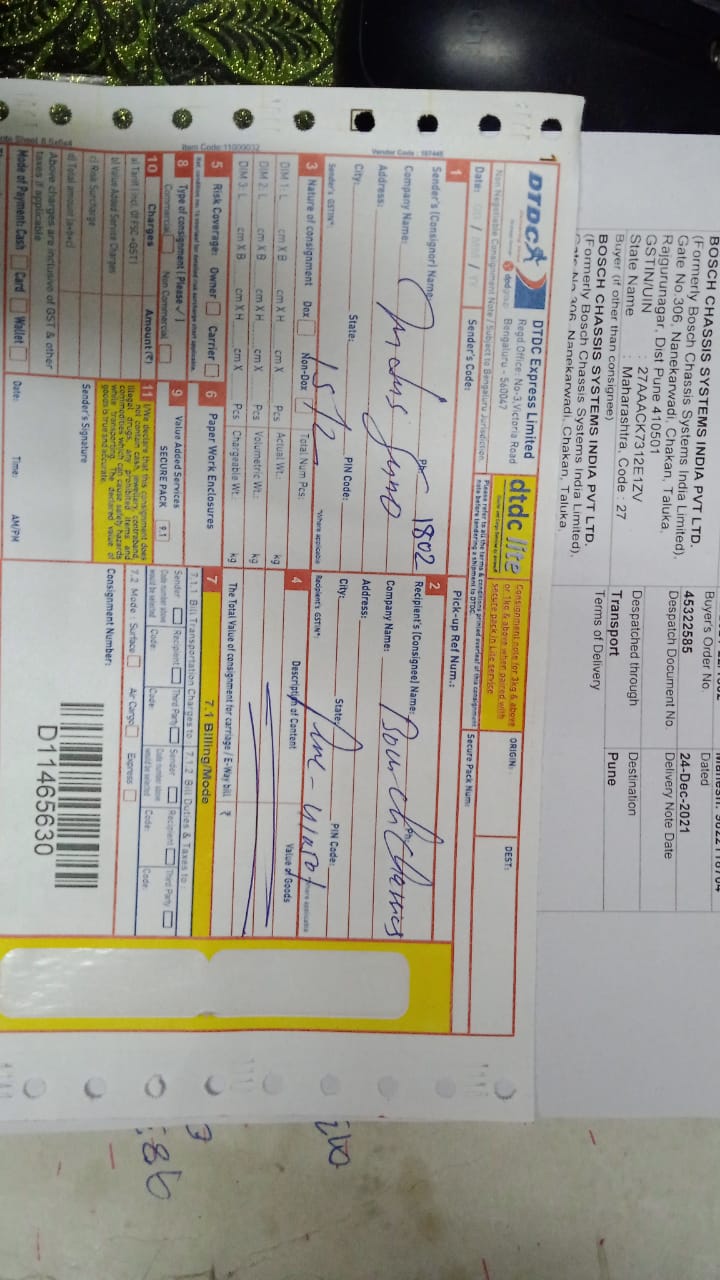 BOSCH CHASSIS SYSTEMS INDIA PVT LTD.
(Formerly Bosch Chassis Systems India Limited),
Gate No.306, Nanekarwadi, Chakan, Taluka.
Rajgurunagar, Dist Pune 410501
GSTIN/UIN : 27AAACK7312E1ZV
State Name : Maharashtra, Code : 27
Buyer (if other than consignee)
BOSCH CHASSIS SYSTEMS INDIA PVT LTD.
(Formerly Bosch Chassis Systems India Limited),
Gate No.306, Nanekarwadi, Chakan, Taluka
Buyer's Order No.
Dated
45322585
24-Dec-2021
Despatch Document No.
Delivery Note Date
Despatched through
Destination
Transport
Pune
Terms of Delivery
DTDC
DTDC Express Limited
Regd Office: No-3, Victoria Road
Bengaluru - 560047
dtdc lite
Consignment note for 3kg & above
or 1kg & above when paired with
secure pack in Lite service
ORIGIN:
DEST:
Non Negotiable Consignment Note / Subject to Bengaluru Jurisdiction.
Please refer to all the terms & conditions printed overleaf of this consignment
note before tendering a shipment to DTDC.
Date:
Sender's Code:
Pick-up Ref Num.:
Secure Pack Num:
1 Sender's (Consignor) Name:
Ph:
1802
Company Name:
Address:
City:
State:
PIN Code:
Sender's GSTIN*:
*Where applicable
2 Recipient's (Consignee) Name:
Ph:
Company Name:
Address:
City:
State:
PIN Code:
Recipient's GSTIN*:
*Where applicable
3 Nature of consignment Dox Non-Dox Total Num Pcs:
DIM 1: L cm X B cm X H cm X Pcs Actual Wt.: kg
DIM 2: L cm X B cm X H cm X Pcs Volumetric Wt.: kg
DIM 3: L cm X B cm X H cm X Pcs Chargeable Wt: kg
4 Description of Content
Value of Goods
The Total Value of consignment for carriage / E-Way bill ₹
5 Risk Coverage: Owner Carrier
6 Paper Work Enclosures
7 7.1 Billing/Mode
7.1.1 Bill Transportation Charges to :
7.1.2 Bill Duties & Taxes to :
Sender Recipient Third Party
Sender Recipient Third Party
Code: Code:
Code: Code:
7.2 Mode : Surface Air Cargo Express
8 Type of consignment (Please ✓)
Commercial Non Commercial
9 Value Added Services
SECURE PACK 9.1
10 Charges Amount (₹)
a) Tariff (Incl. Of FSC +GST)
b) Value Added Service Charges
c) Risk Surcharge
d) Total amount (a+b+c)
Above charges are inclusive of GST & other
taxes if applicable
Mode of Payment: Cash Card Wallet
11 I/We declare that this consignment does
not contain cash, jewellery, contraband,
illegal drugs, any prohibited items and
commodities which can cause safety hazards
while transporting. The declared value of
goods is true and accurate.
Sender's Signature
Date: Time: AM/PM
Consignment Number:
D11465630
Item Code: 11000032